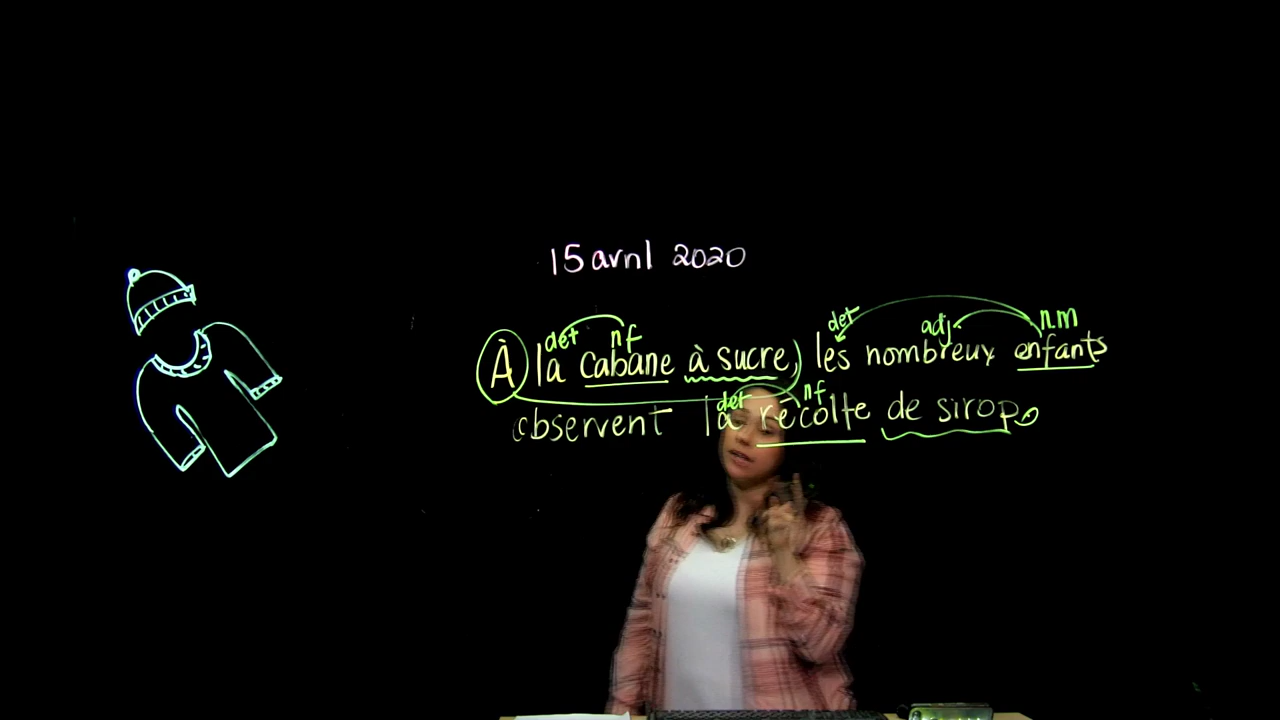 15 avril 2020
det nf det adj n.m
À la cabane à sucre, les nombreux enfants
det nf
observent la récolte de sirop.